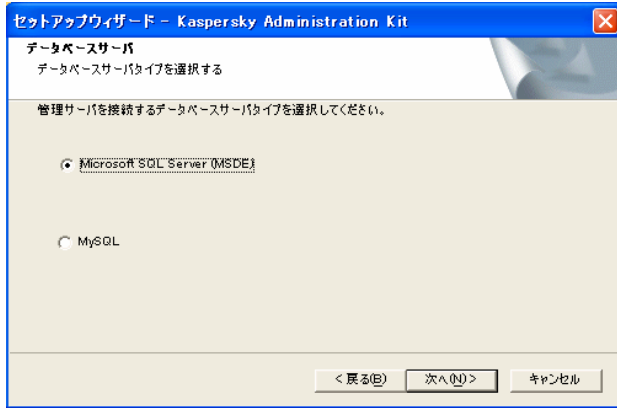 セットアップウィザード - Kaspersky Administration Kit
データベースサーバ
データベースサーバタイプを選択する
管理サーバを接続するデータベースサーバタイプを選択してください。
Microsoft SQL Server (MSDE)
MySQL
< 戻る(B) 次へ(N) > キャンセル